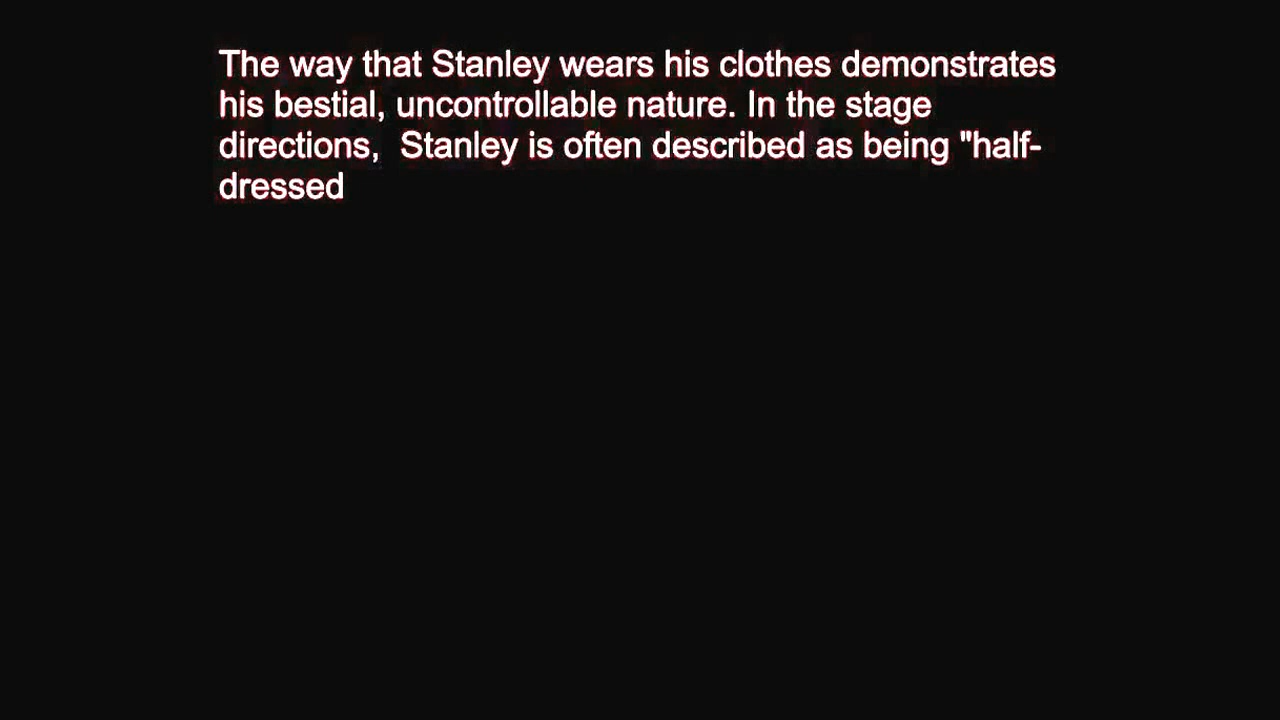 The way that Stanley wears his clothes demonstrates
his bestial, uncontrollable nature. In the stage
directions,  Stanley is often described as being "half-
dressed